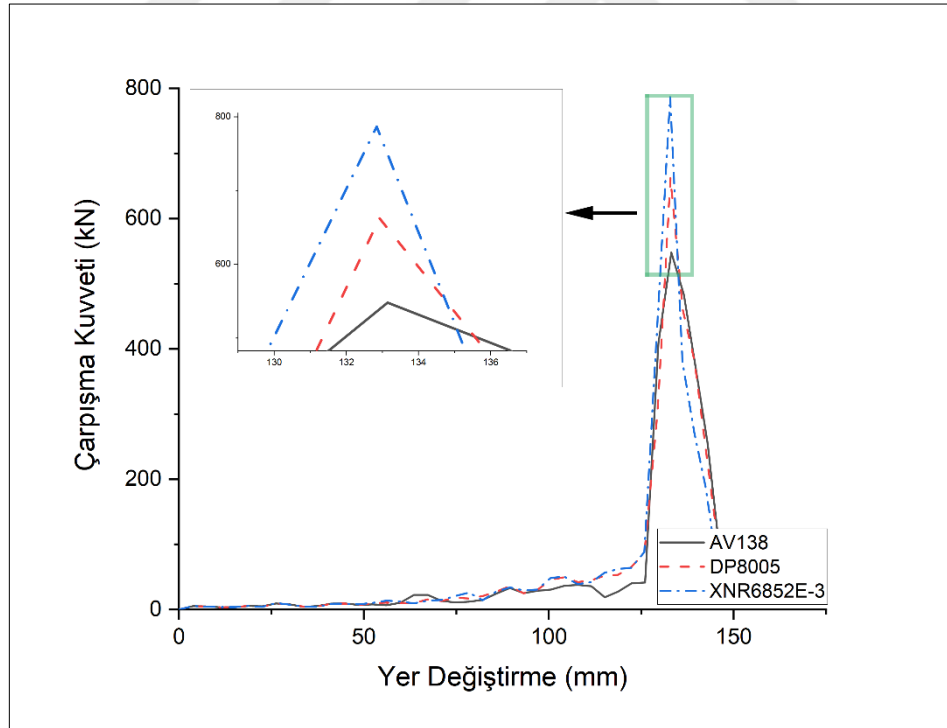 Çarpışma Kuvveti (kN)
800
600
400
200
0
800
600
130 132 134 136
0 50 100 150
Yer Değiştirme (mm)
AV138
DP8005
XNR6852E-3